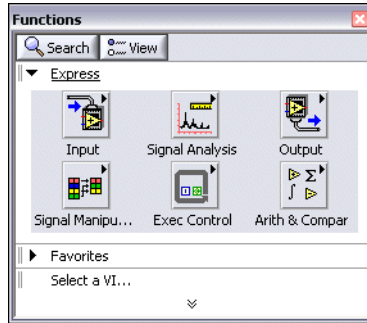 Functions
Search View
Express
Input Signal Analysis Output
Signal Manipu... Exec Control Arith & Compar
Favorites
Select a VI...